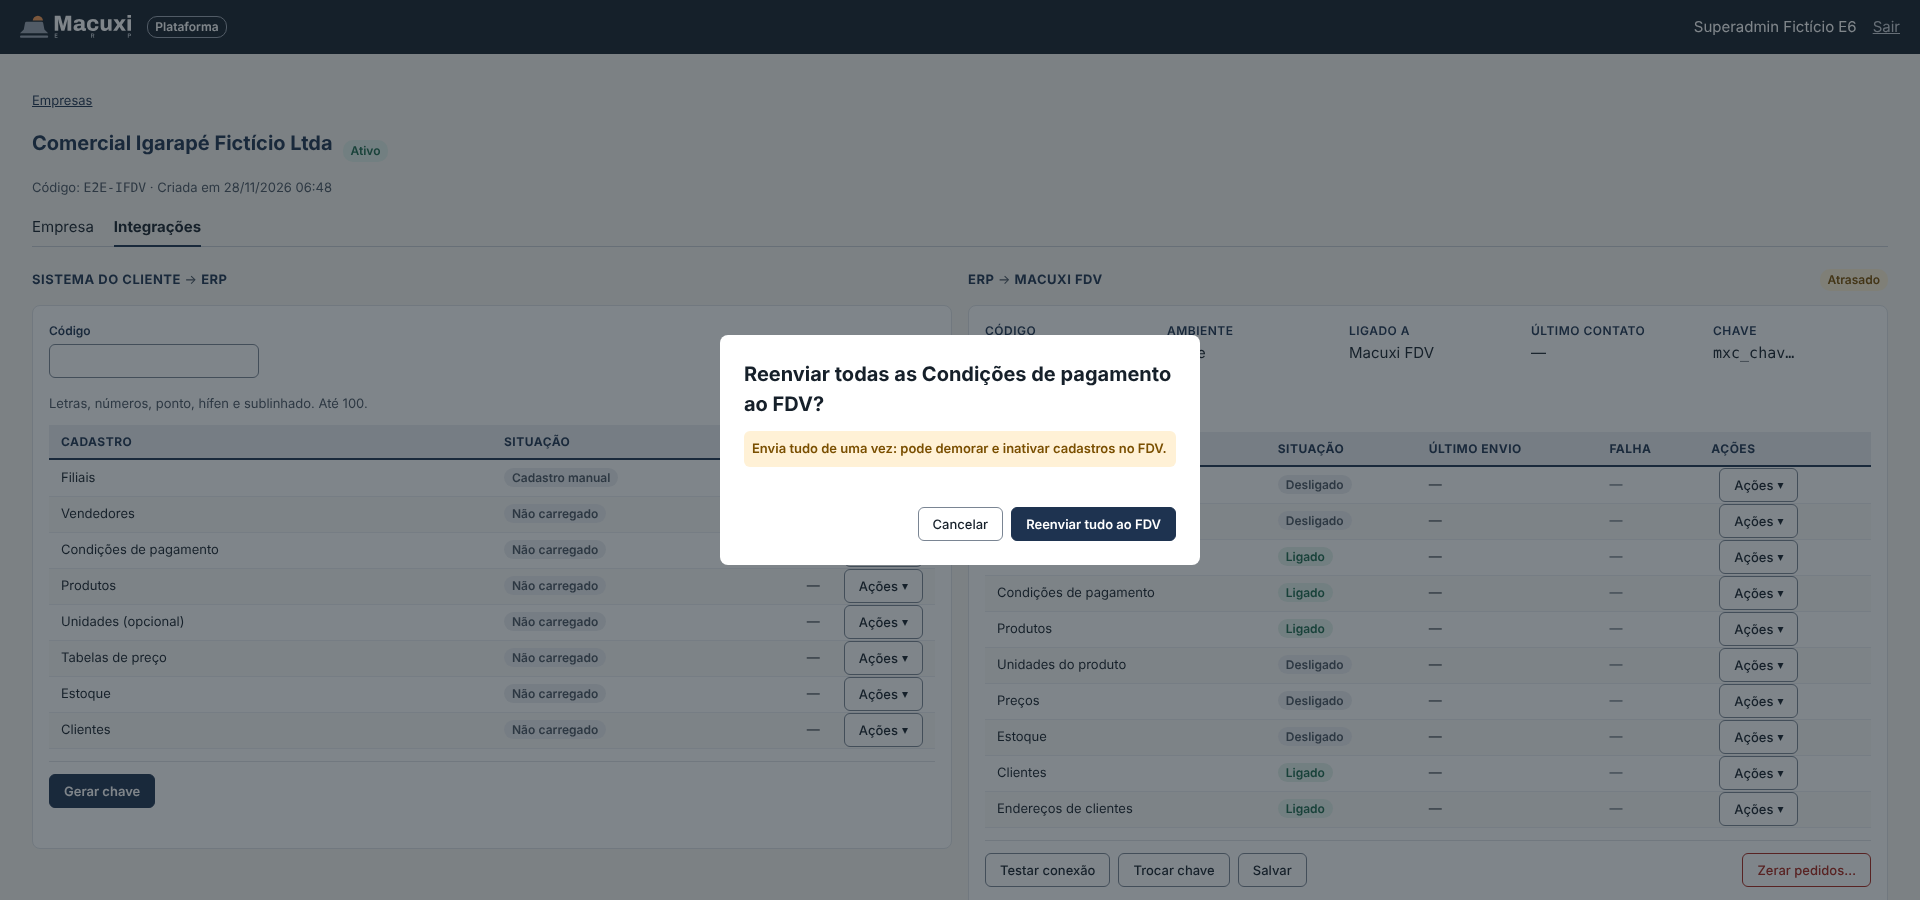 Macuxi
E R P
Plataforma
Superadmin Fictício E6
Sair
Empresas
Comercial Igarapé Fictício Ltda
Ativo
Código: E2E-IFDV · Criada em 28/11/2026 06:48
Empresa
Integrações
SISTEMA DO CLIENTE → ERP
Código
Letras, números, ponto, hífen e sublinhado. Até 100.
CADASTRO SITUAÇÃO
Filiais Cadastro manual
Vendedores Não carregado
Condições de pagamento Não carregado
Produtos Não carregado — Ações ▾
Unidades (opcional) Não carregado — Ações ▾
Tabelas de preço Não carregado — Ações ▾
Estoque Não carregado — Ações ▾
Clientes Não carregado — Ações ▾
Gerar chave
ERP → MACUXI FDV
Atrasado
CÓDIGO AMBIENTE LIGADO A ÚLTIMO CONTATO CHAVE
Macuxi FDV — mxc_chav…
SITUAÇÃO ÚLTIMO ENVIO FALHA AÇÕES
Desligado — — Ações ▾
Desligado — — Ações ▾
Ligado — — Ações ▾
Condições de pagamento Ligado — — Ações ▾
Produtos Ligado — — Ações ▾
Unidades do produto Desligado — — Ações ▾
Preços Desligado — — Ações ▾
Estoque Desligado — — Ações ▾
Clientes Ligado — — Ações ▾
Endereços de clientes Ligado — — Ações ▾
Testar conexão
Trocar chave
Salvar
Zerar pedidos…
Reenviar todas as Condições de pagamento
ao FDV?
Envia tudo de uma vez: pode demorar e inativar cadastros no FDV.
Cancelar
Reenviar tudo ao FDV